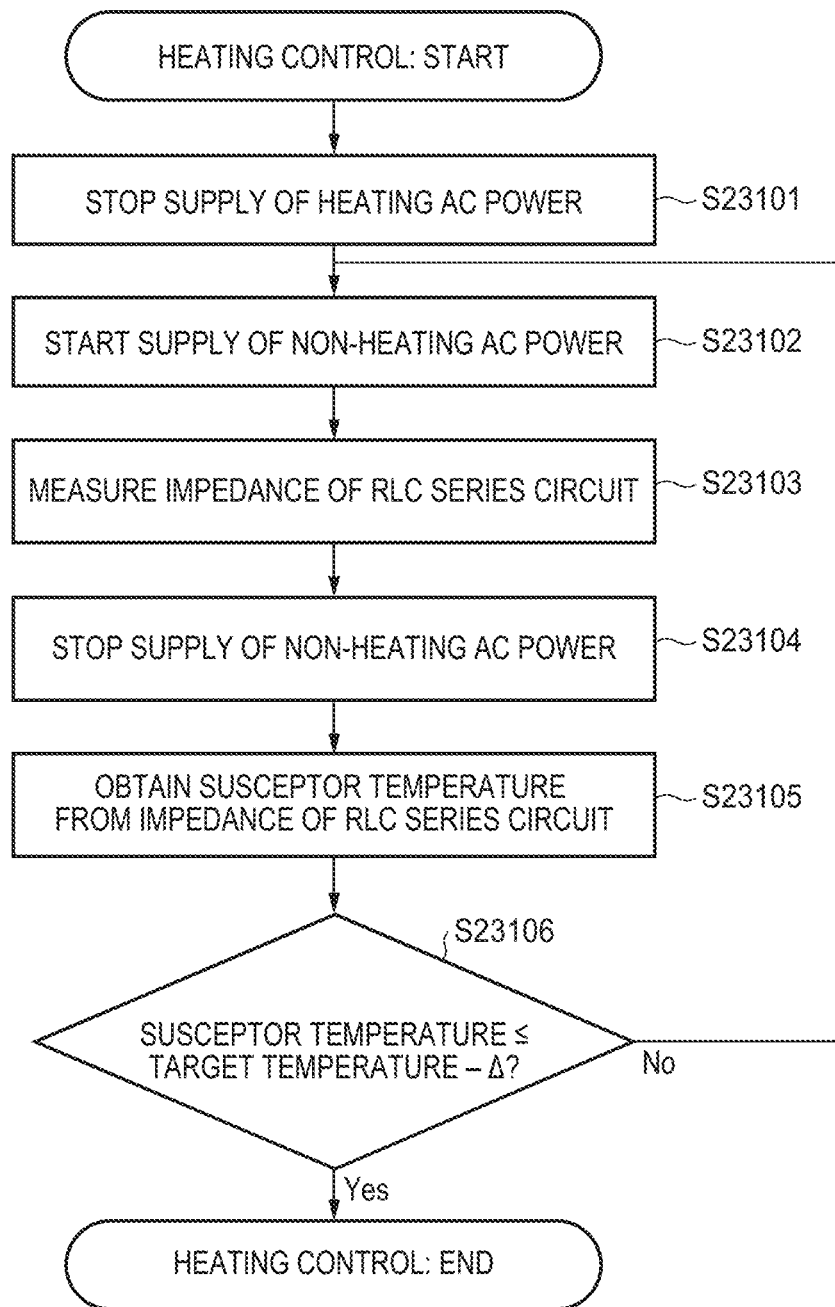 HEATING CONTROL: START
STOP SUPPLY OF HEATING AC POWER
S23101
START SUPPLY OF NON-HEATING AC POWER
S23102
MEASURE IMPEDANCE OF RLC SERIES CIRCUIT
S23103
STOP SUPPLY OF NON-HEATING AC POWER
S23104
OBTAIN SUSCEPTOR TEMPERATURE
FROM IMPEDANCE OF RLC SERIES CIRCUIT
S23105
S23106
SUSCEPTOR TEMPERATURE ≤
TARGET TEMPERATURE – Δ?
No
Yes
HEATING CONTROL: END